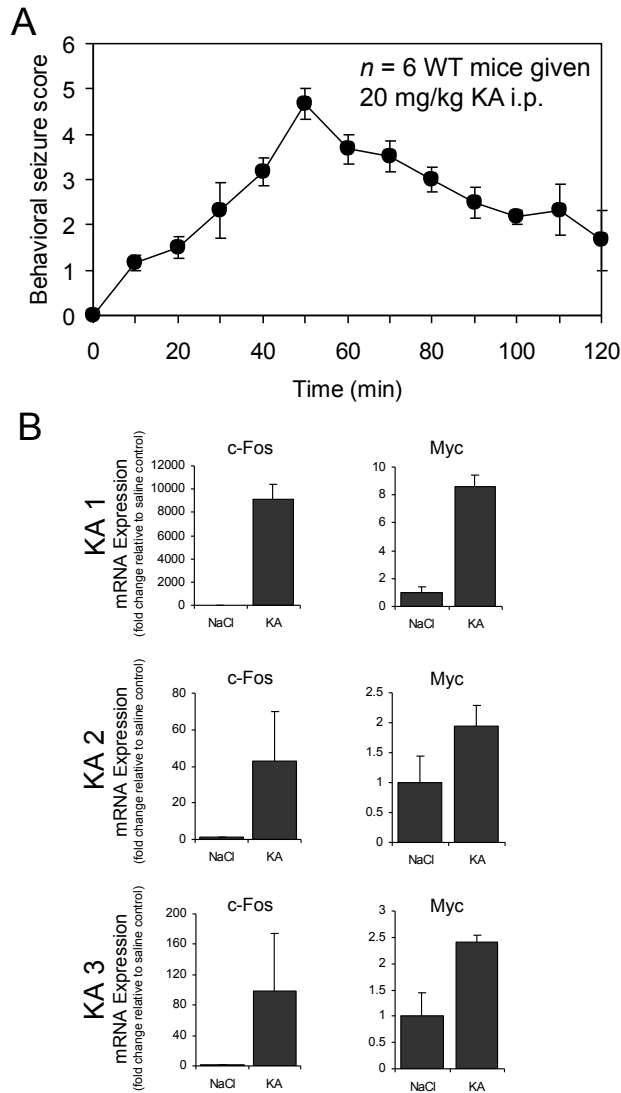 A
Behavioral seizure score
6
5
4
3
2
1
0
n = 6 WT mice given
20 mg/kg KA i.p.
0 20 40 60 80 100 120
Time (min)
B
KA 1
mRNA Expression
(fold change relative to saline control)
c-Fos
12000
10000
8000
6000
4000
2000
0
NaCl KA
Myc
10
8
6
4
2
0
NaCl KA
KA 2
mRNA Expression
(fold change relative to saline control)
c-Fos
80
60
40
20
0
NaCl KA
Myc
2.5
2
1.5
1
0.5
0
NaCl KA
KA 3
mRNA Expression
(fold change relative to saline control)
c-Fos
200
160
120
80
40
0
NaCl KA
Myc
3
2.5
2
1.5
1
0.5
0
NaCl KA